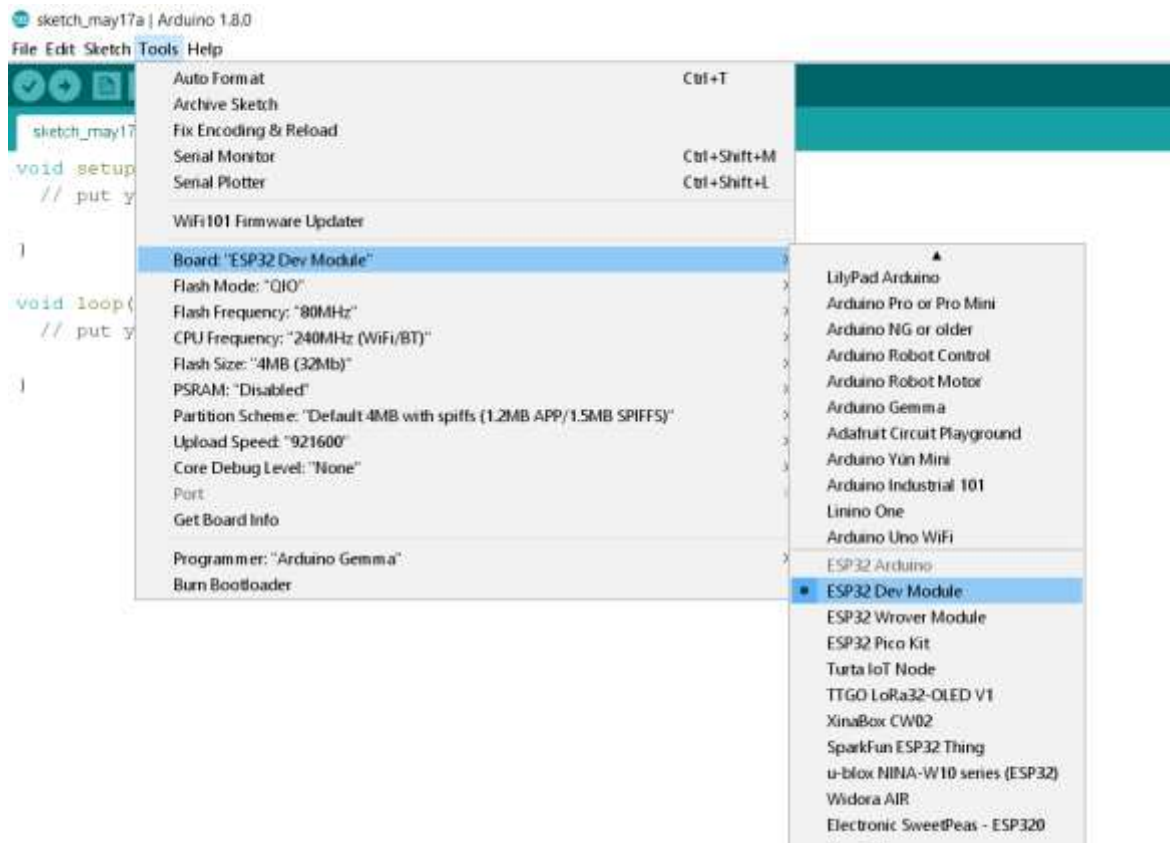 sketch_may17a | Arduino 1.8.0
File Edit Sketch Tools Help
Auto Format Ctrl+T
Archive Sketch
sketch_may17
Fix Encoding & Reload
Serial Monitor Ctrl+Shift+M
void setup
Serial Plotter Ctrl+Shift+L
// put y
WiFi101 Firmware Updater
}
Board: "ESP32 Dev Module"
Flash Mode: "QIO"
void loop(
Flash Frequency: "80MHz"
// put y
CPU Frequency: "240MHz (WiFi/BT)"
Flash Size: "4MB (32Mb)"
}
PSRAM: "Disabled"
Partition Scheme: "Default 4MB with spiffs (1.2MB APP/1.5MB SPIFFS)"
Upload Speed: "921600"
Core Debug Level: "None"
Port
Get Board Info
Programmer: "Arduino Gemma"
Burn Bootloader
LilyPad Arduino
Arduino Pro or Pro Mini
Arduino NG or older
Arduino Robot Control
Arduino Robot Motor
Arduino Gemma
Adafruit Circuit Playground
Arduino Yún Mini
Arduino Industrial 101
Linino One
Arduino Uno WiFi
ESP32 Arduino
ESP32 Dev Module
ESP32 Wrover Module
ESP32 Pico Kit
Turta IoT Node
TTGO LoRa32-OLED V1
XinaBox CW02
SparkFun ESP32 Thing
u-blox NINA-W10 series (ESP32)
Widora AIR
Electronic SweetPeas - ESP320